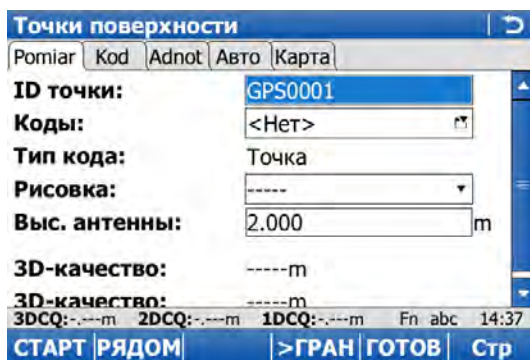 Точки поверхности
Pomiar Kod Adnot Авто Карта
ID точки: GPS0001
Коды: <Нет>
Тип кода: Точка
Рисовка: -----
Выс. антенны: 2.000 m
3D-качество: -----m
3D-качество: -----m
3DCQ:-.---m 2DCQ:-.---m 1DCQ:-.---m Fn abc 14:37
СТАРТ РЯДОМ >ГРАН ГОТОВ Стр